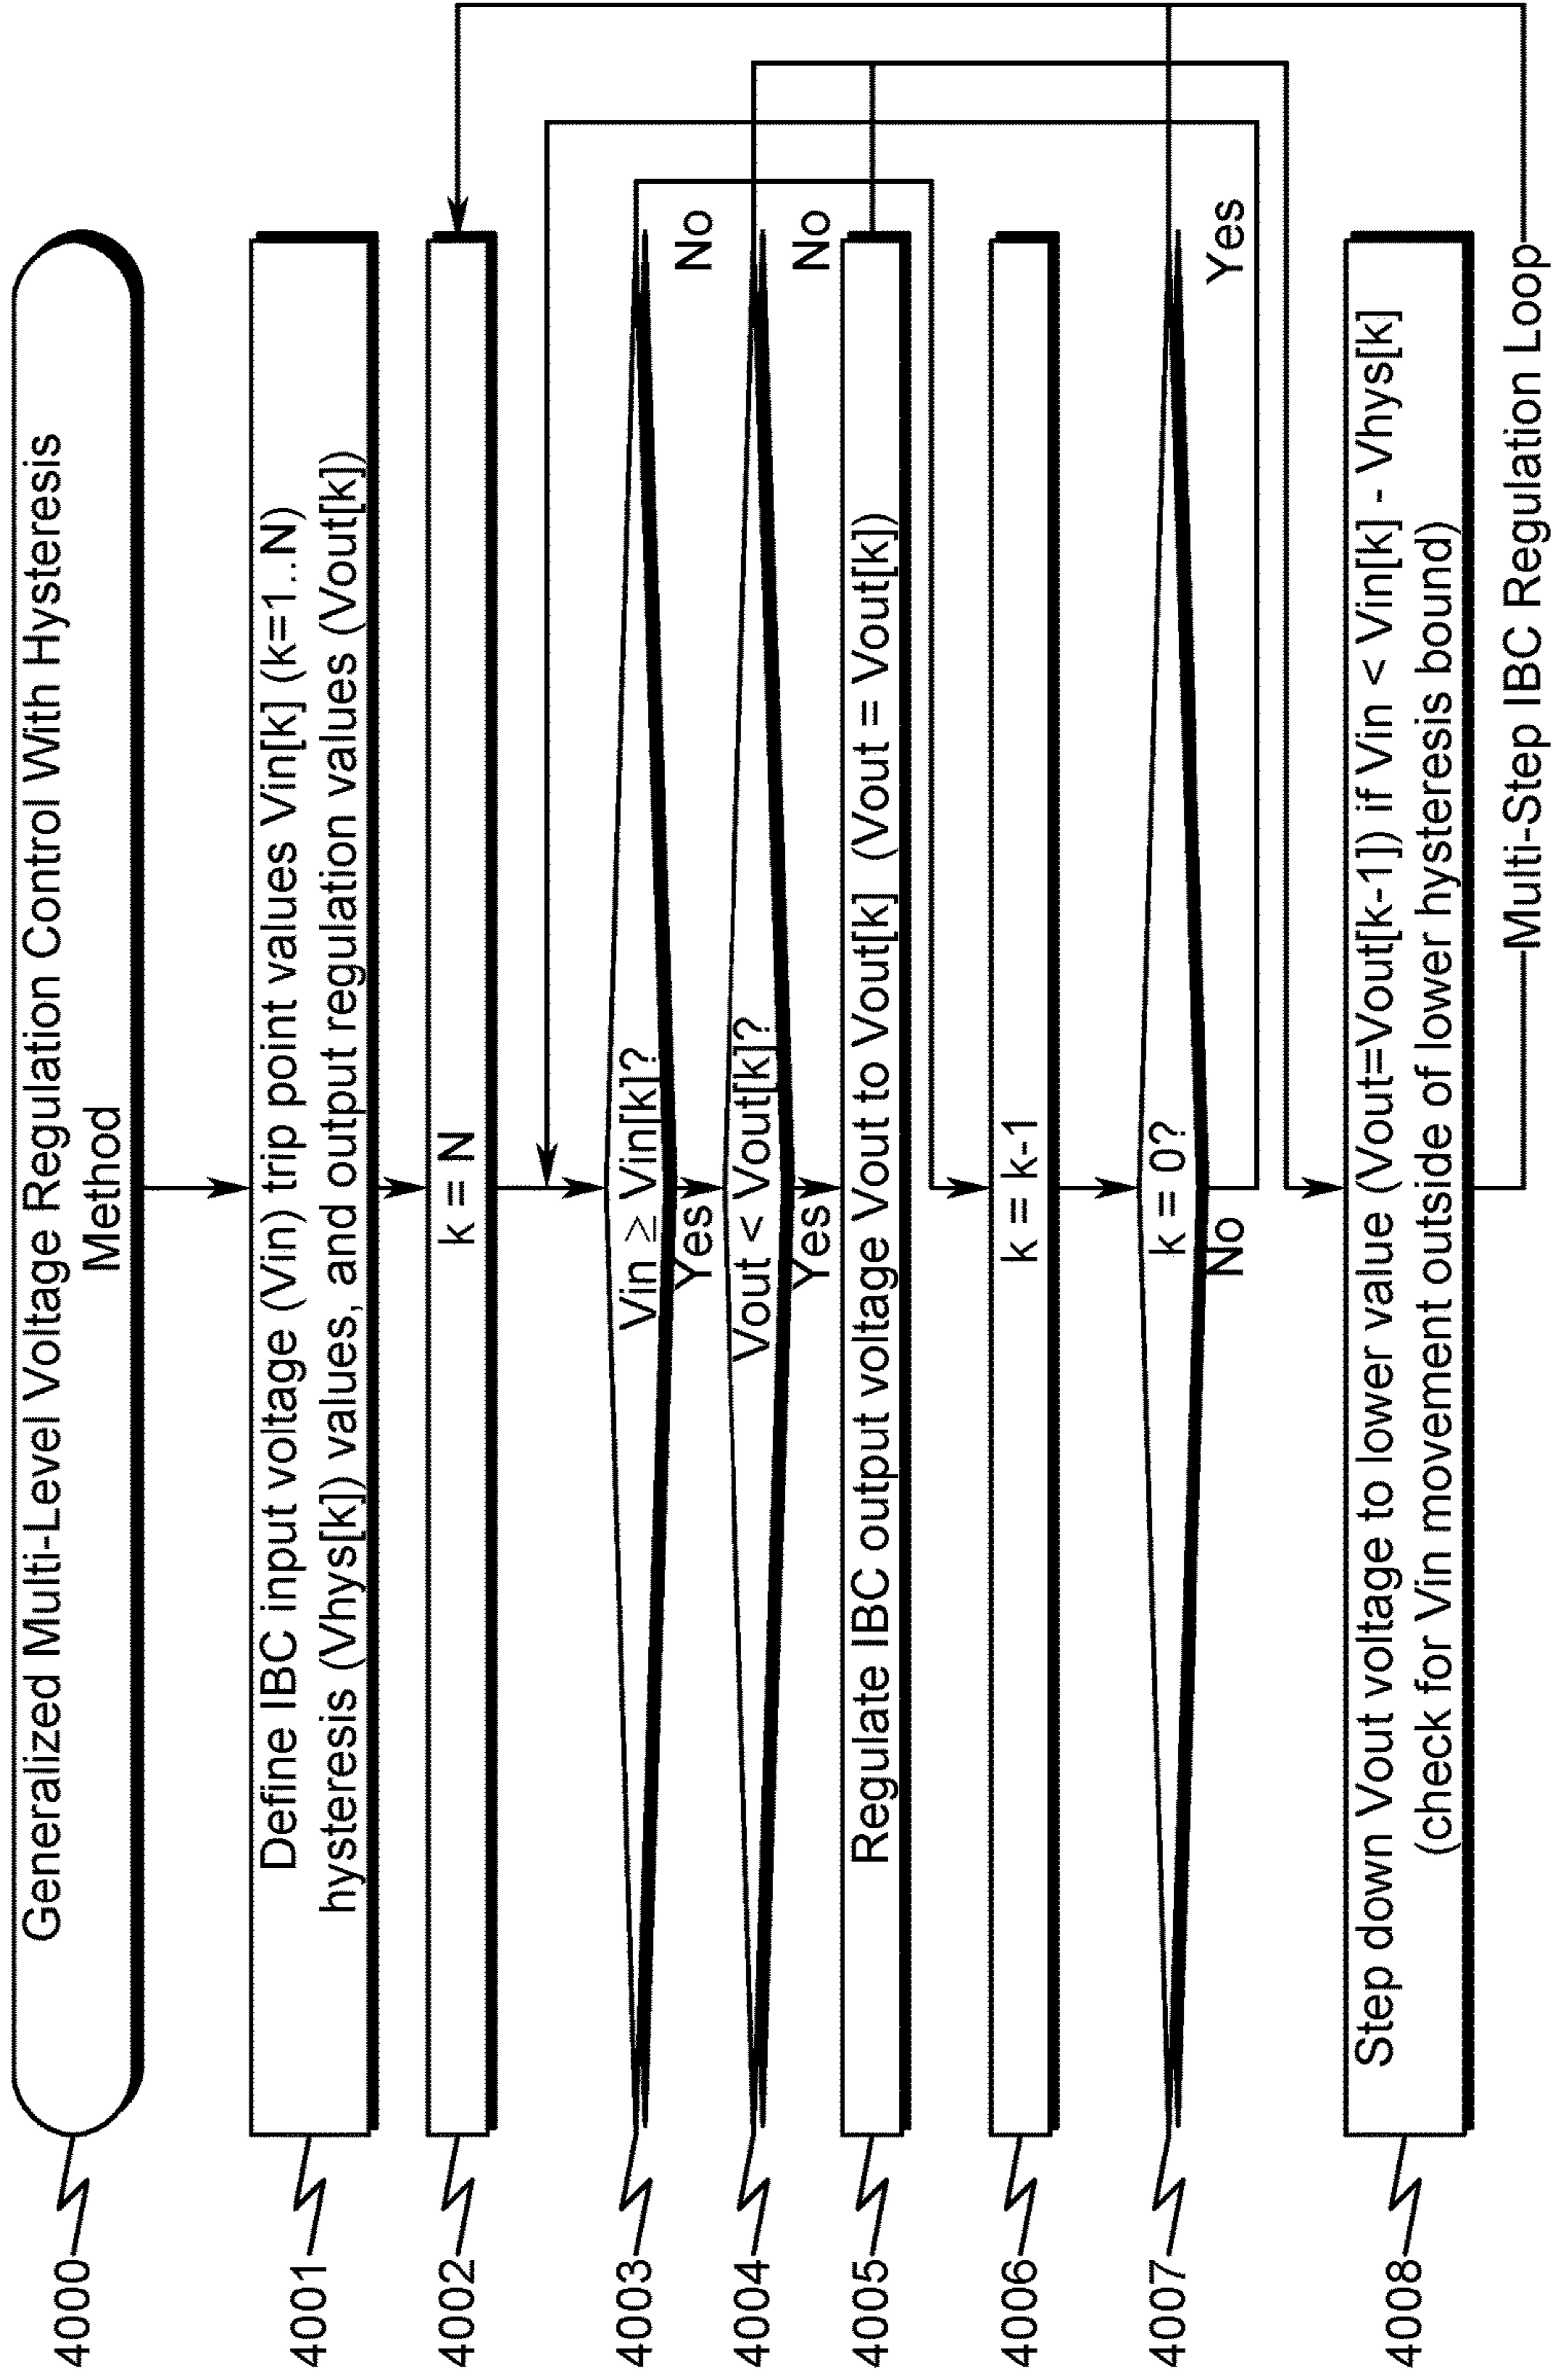 Generalized Multi-Level Voltage Regulation Control With Hysteresis
Method
4000
Define IBC input voltage (Vin) trip point values Vin[k] (k=1..N)
hysteresis (Vhys[k]) values, and output regulation values (Vout[k])
4001
k = N
4002
Vin ≥ Vin[k]?
No
Yes
4003
Vout < Vout[k]?
No
Yes
4004
Regulate IBC output voltage Vout to Vout[k] (Vout = Vout[k])
4005
k = k-1
4006
k = 0?
Yes
No
4007
Step down Vout voltage to lower value (Vout=Vout[k-1]) if Vin < Vin[k] - Vhys[k]
(check for Vin movement outside of lower hysteresis bound)
4008
Multi-Step IBC Regulation Loop